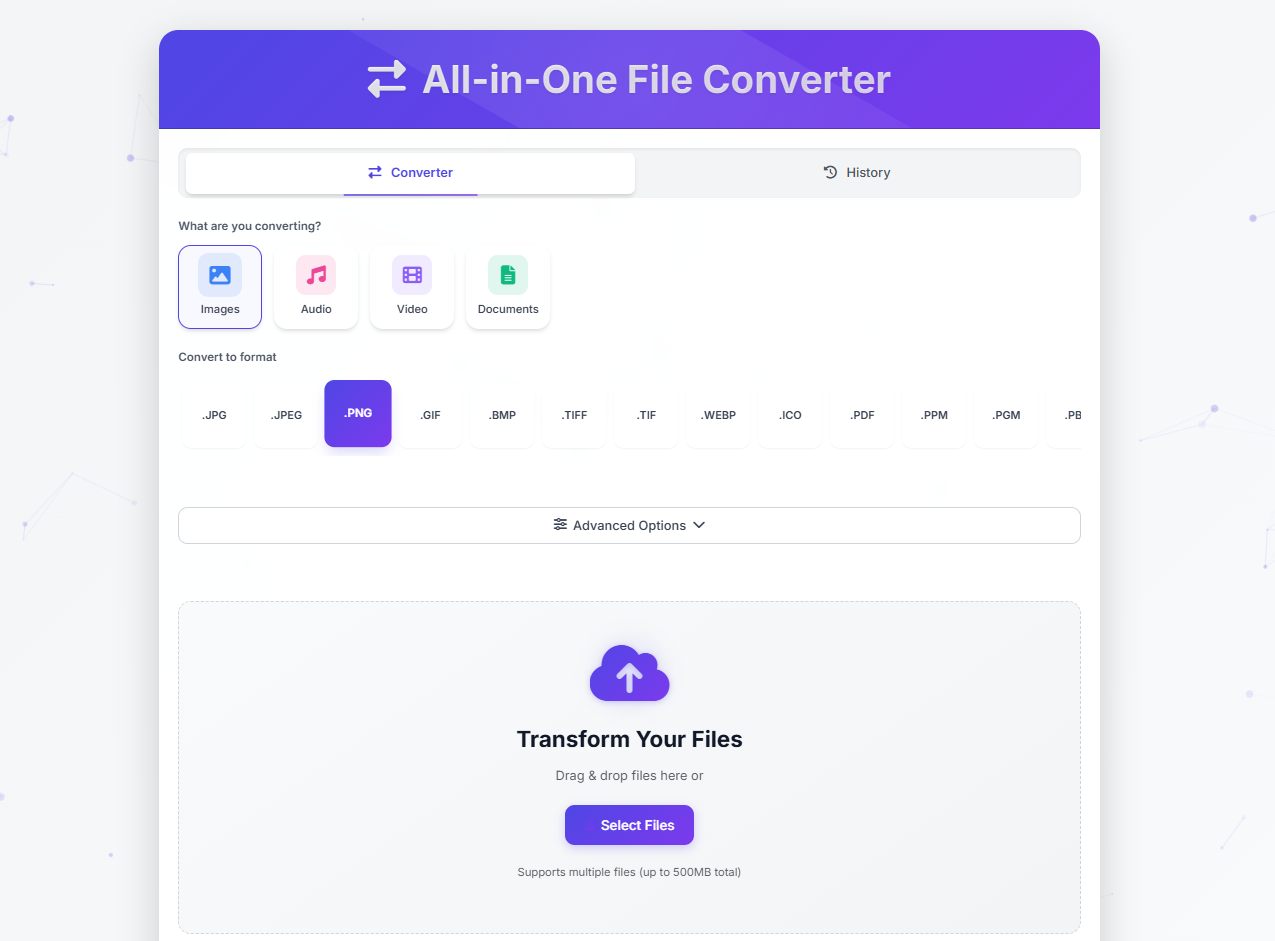 All-in-One File Converter
Converter
History
What are you converting?
Images
Audio
Video
Documents
Convert to format
.JPG
.JPEG
.PNG
.GIF
.BMP
.TIFF
.TIF
.WEBP
.ICO
.PDF
.PPM
.PGM
.PB
Advanced Options
Transform Your Files
Drag & drop files here or
Select Files
Supports multiple files (up to 500MB total)